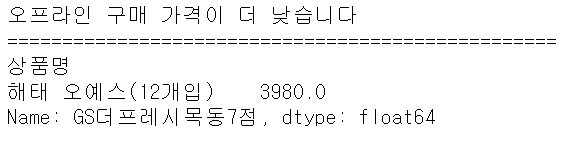 오프라인 구매 가격이 더 낮습니다
==================================================
상품명
해태 오예스(12개입)    3980.0
Name: GS더프레시목동7점, dtype: float64